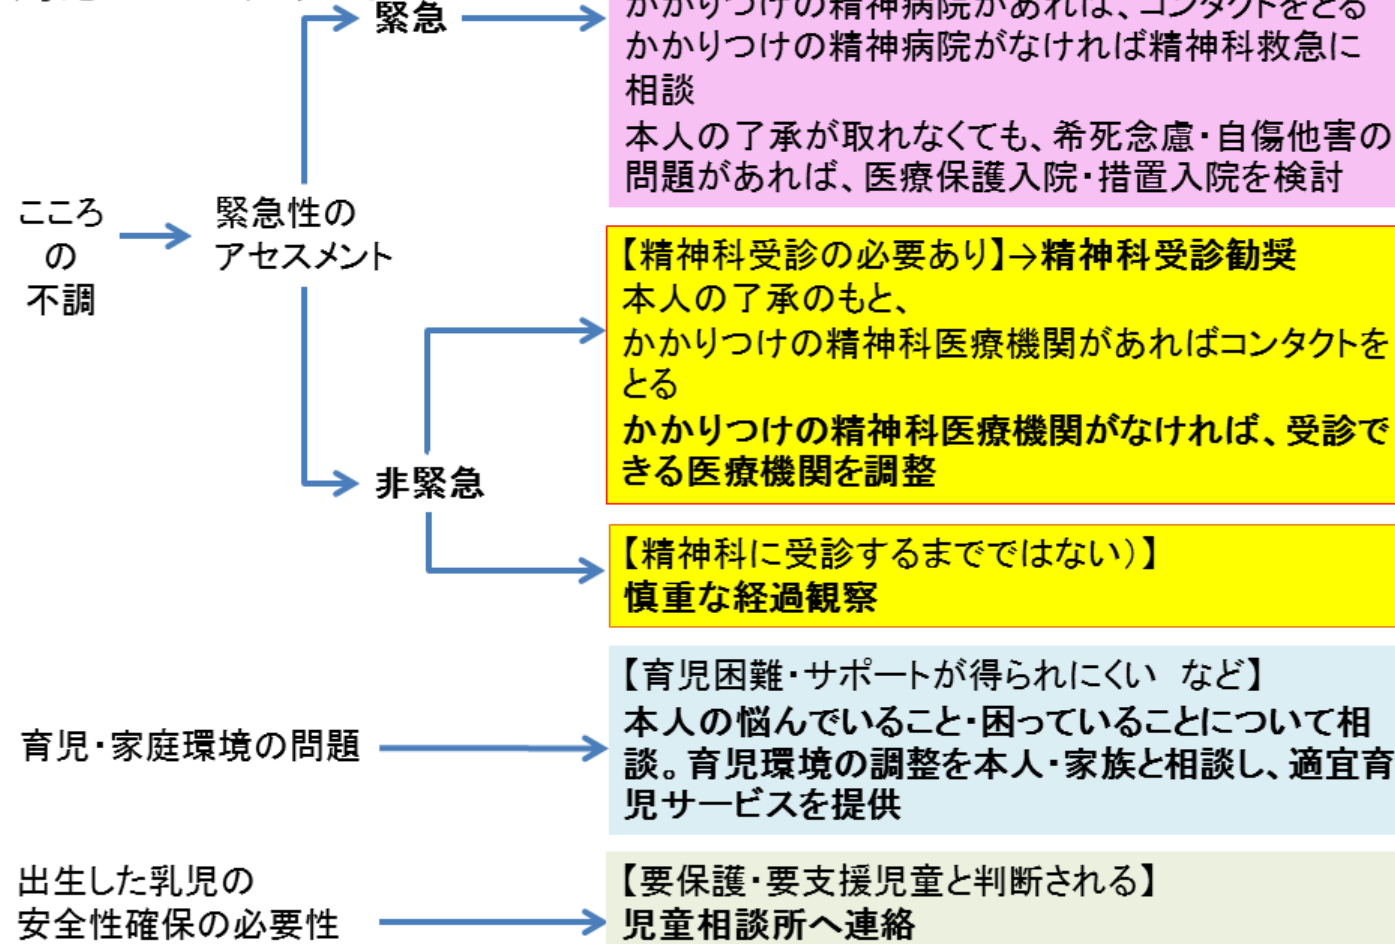 緊急
かかりつけの精神病院があれば、コンタクトをとる
かかりつけの精神病院がなければ精神科救急に
相談
本人の了承が取れなくても、希死念慮・自傷他害の
問題があれば、医療保護入院・措置入院を検討
こころ
の
不調
緊急性の
アセスメント
【精神科受診の必要あり】→精神科受診勧奨
本人の了承のもと、
かかりつけの精神科医療機関があればコンタクトを
とる
かかりつけの精神科医療機関がなければ、受診で
きる医療機関を調整
非緊急
【精神科に受診するまでではない)】
慎重な経過観察
育児・家庭環境の問題
【育児困難・サポートが得られにくい など】
本人の悩んでいること・困っていることについて相
談。育児環境の調整を本人・家族と相談し、適宜育
児サービスを提供
出生した乳児の
安全性確保の必要性
【要保護・要支援児童と判断される】
児童相談所へ連絡